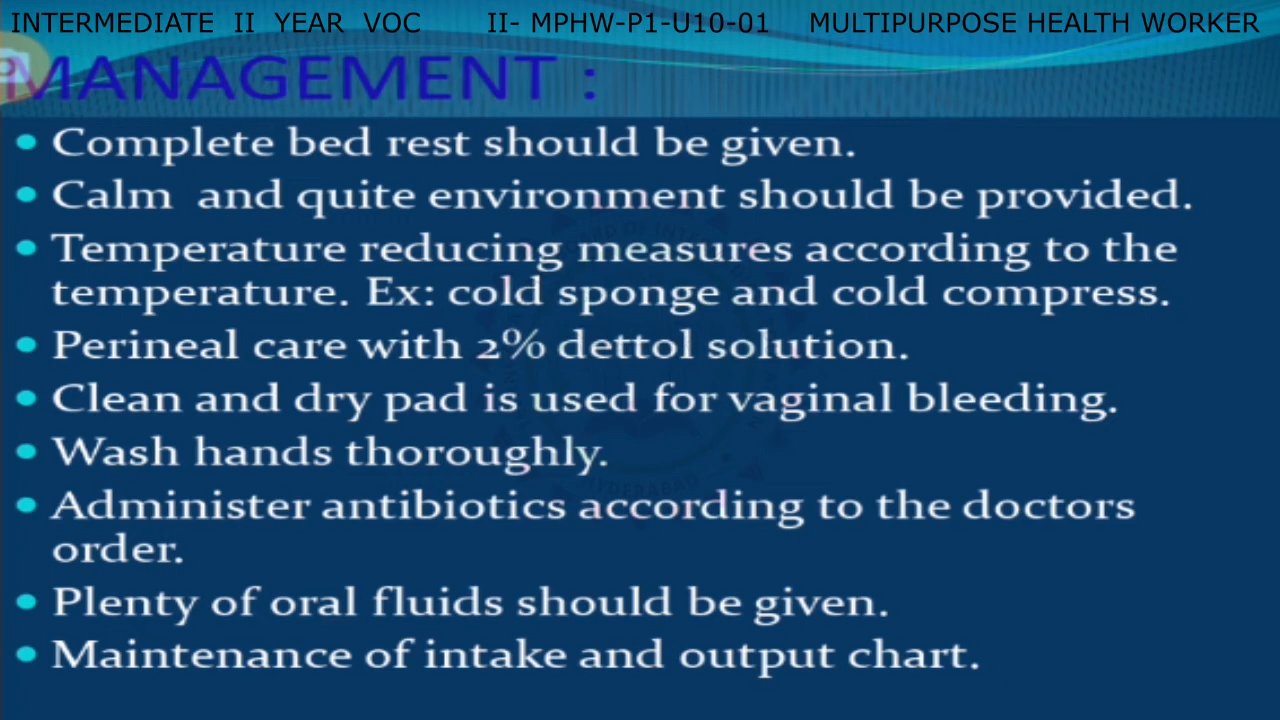 INTERMEDIATE II YEAR VOC II- MPHW-P1-U10-01 MULTIPURPOSE HEALTH WORKER
MANAGEMENT :
• Complete bed rest should be given.
• Calm and quite environment should be provided.
• Temperature reducing measures according to the
temperature. Ex: cold sponge and cold compress.
• Perineal care with 2% dettol solution.
• Clean and dry pad is used for vaginal bleeding.
• Wash hands thoroughly.
• Administer antibiotics according to the doctors
order.
• Plenty of oral fluids should be given.
• Maintenance of intake and output chart.